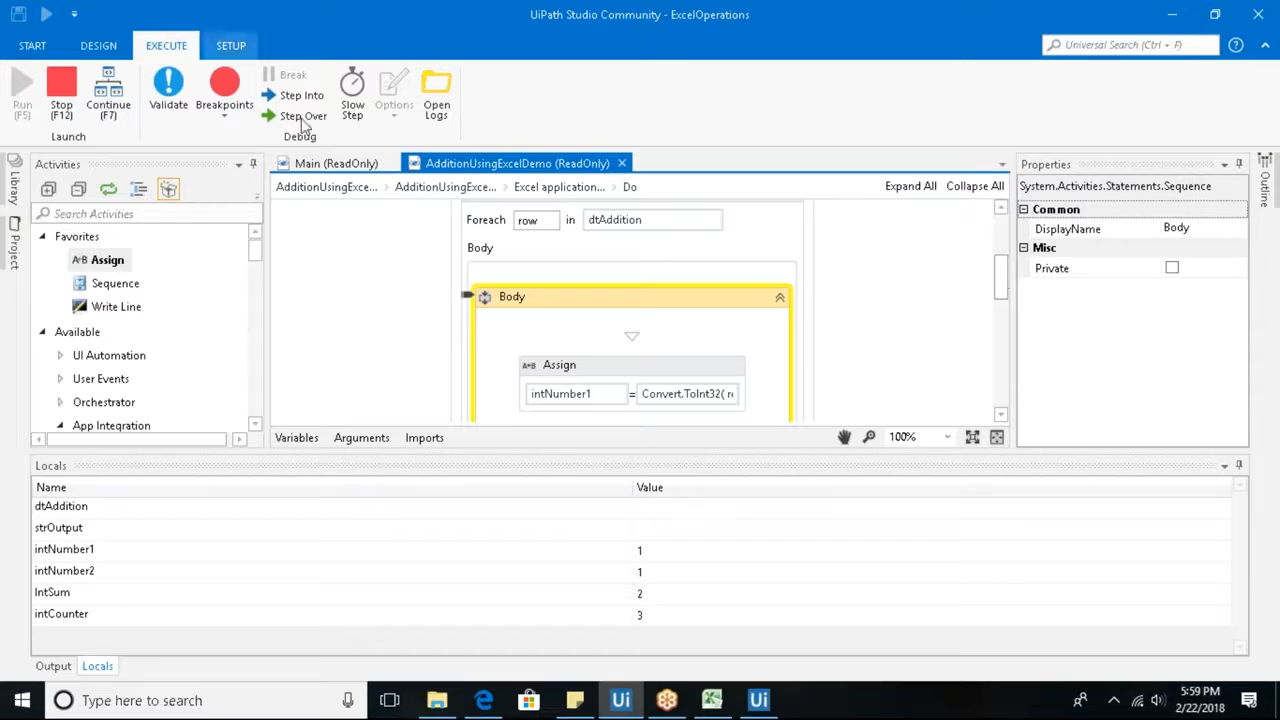 UiPath Studio Community - ExcelOperations
START DESIGN EXECUTE SETUP
Universal Search (Ctrl + F)
Run (F5)
Stop (F12)
Continue (F7)
Launch
Validate
Breakpoints
Break
Step Into
Step Over
Debug
Slow Step
Options
Open Logs
Library
Project
Activities
Search Activities
Favorites
Assign
Sequence
Write Line
Available
UI Automation
User Events
Orchestrator
App Integration
Main (ReadOnly) AdditionUsingExcelDemo (ReadOnly)
AdditionUsingExce... AdditionUsingExce... Excel application... Do
Expand All Collapse All
Foreach row in dtAddition
Body
Body
A+B Assign
intNumber1 = Convert.ToInt32( r
Variables Arguments Imports
100%
Properties
System.Activities.Statements.Sequence
Common
DisplayName Body
Misc
Private
Outline
Locals
Name Value
dtAddition
strOutput
intNumber1 1
intNumber2 1
IntSum 2
intCounter 3
Output Locals
Type here to search
Ui
Ui
5:59 PM
2/22/2018